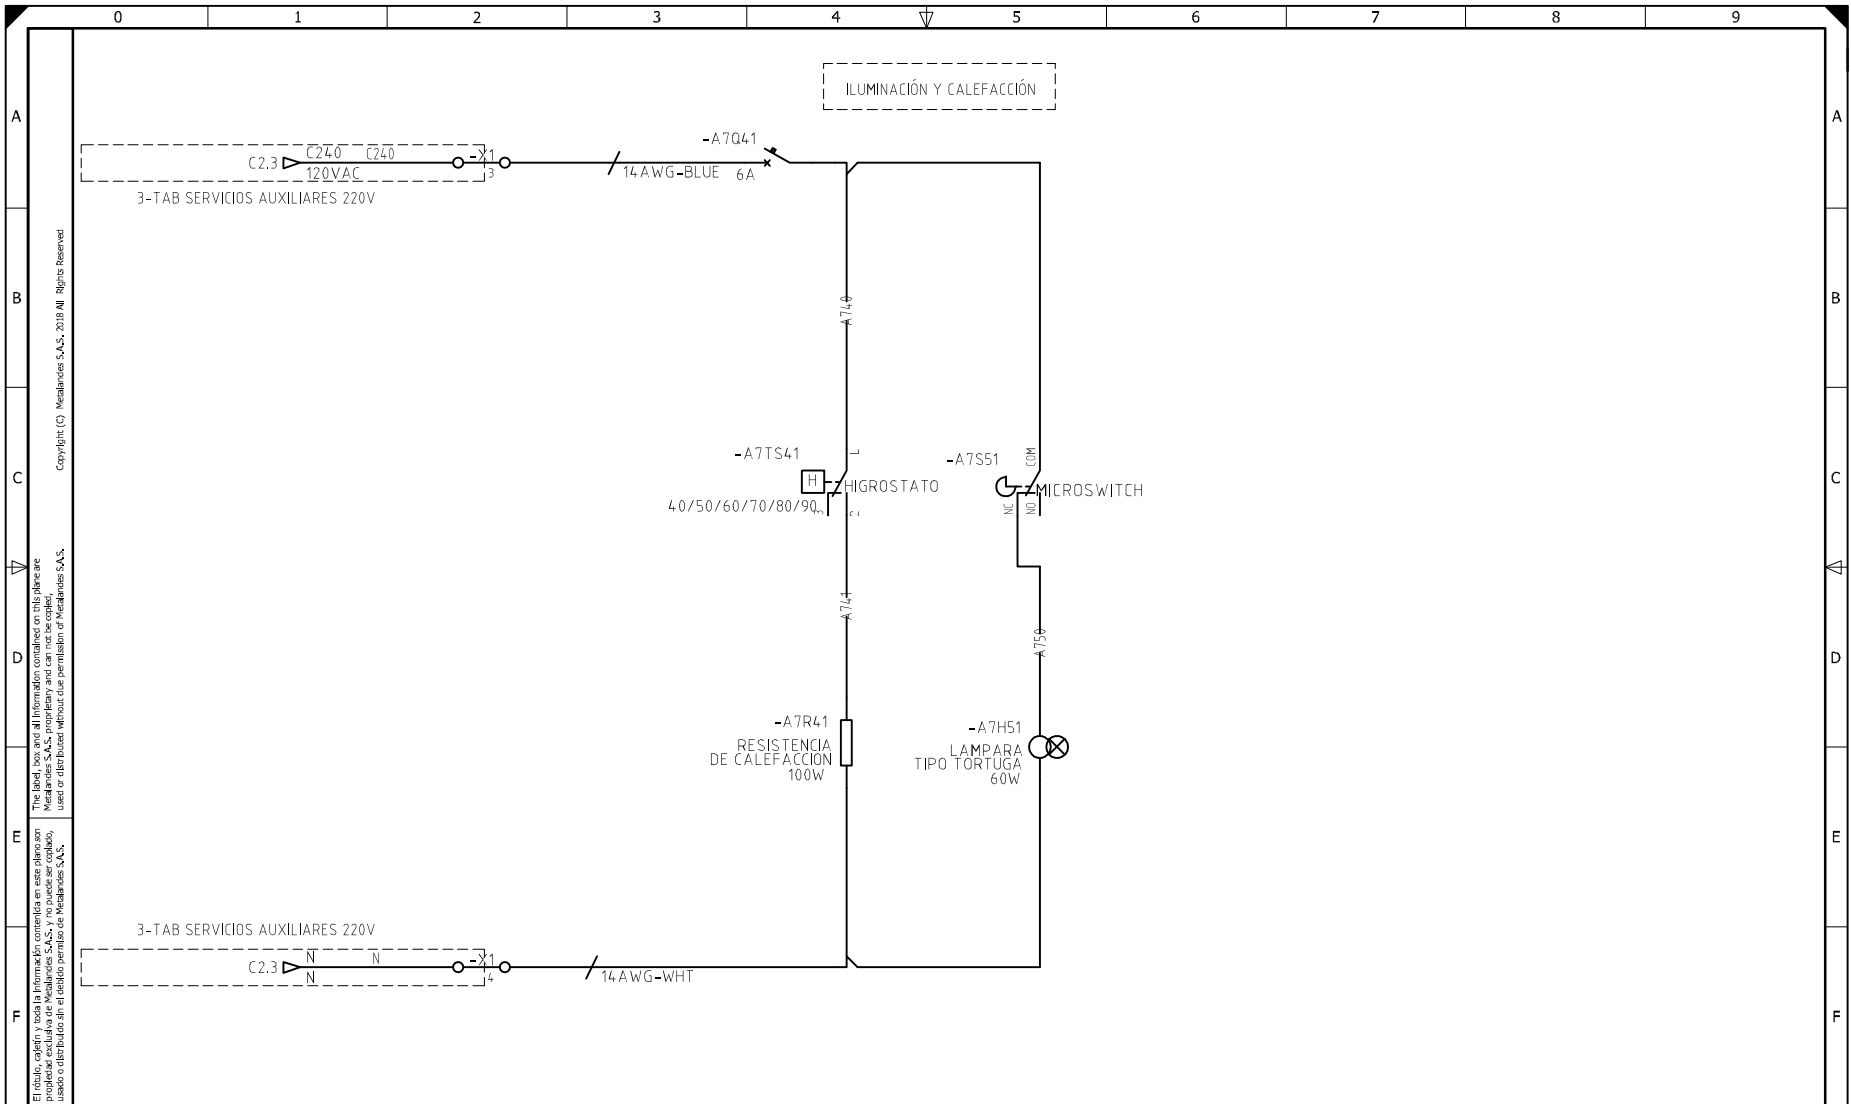 0 1 2 3 4 5 6 7 8 9
ILUMINACIÓN Y CALEFACCIÓN
A A
-A7Q41
C2.3 C240 C240 -X1
120VAC 3 14AWG-BLUE 6A
3-TAB SERVICIOS AUXILIARES 220V
B B
A740
-A7TS41 L
-A7S51 COM
C C
H HIGROSTATO
MICROSWITCH
40/50/60/70/80/90
NC NO
A741
A750
D D
-A7R41
RESISTENCIA
DE CALEFACCION
100W
-A7H51
LAMPARA
TIPO TORTUGA
60W
E E
3-TAB SERVICIOS AUXILIARES 220V
C2.3 N N -X1
N 4 14AWG-WHT
F F
Copyright (C) Metalandes S.A.S. 2018 All Rights Reserved
The label, box and all information contained on this plane are
Metalandes S.A.S. proprietary and can not be copied,
used or distributed without due permission of Metalandes S.A.S.
El rótulo, cajetín y toda la información contenida en este plano son
propiedad exclusiva de Metalandes S.A.S. y no puede ser copiado,
usado o distribuido sin el debido permiso de Metalandes S.A.S.